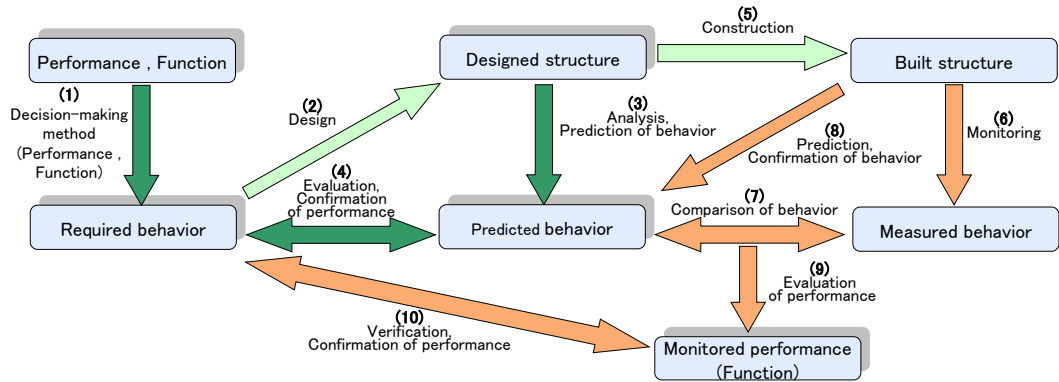 Performance , Function
(1)
Decision-making
method
(Performance ,
Function)
(2)
Design
Designed structure
(3)
Analysis,
Prediction of behavior
(5)
Construction
Built structure
(6)
Monitoring
(8)
Prediction,
Confirmation of behavior
(4)
Evaluation,
Confirmation
of performance
(7)
Comparison of behavior
Required behavior
Predicted behavior
Measured behavior
(9)
Evaluation
of performance
(10)
Verification,
Confirmation of performance
Monitored performance
(Function)